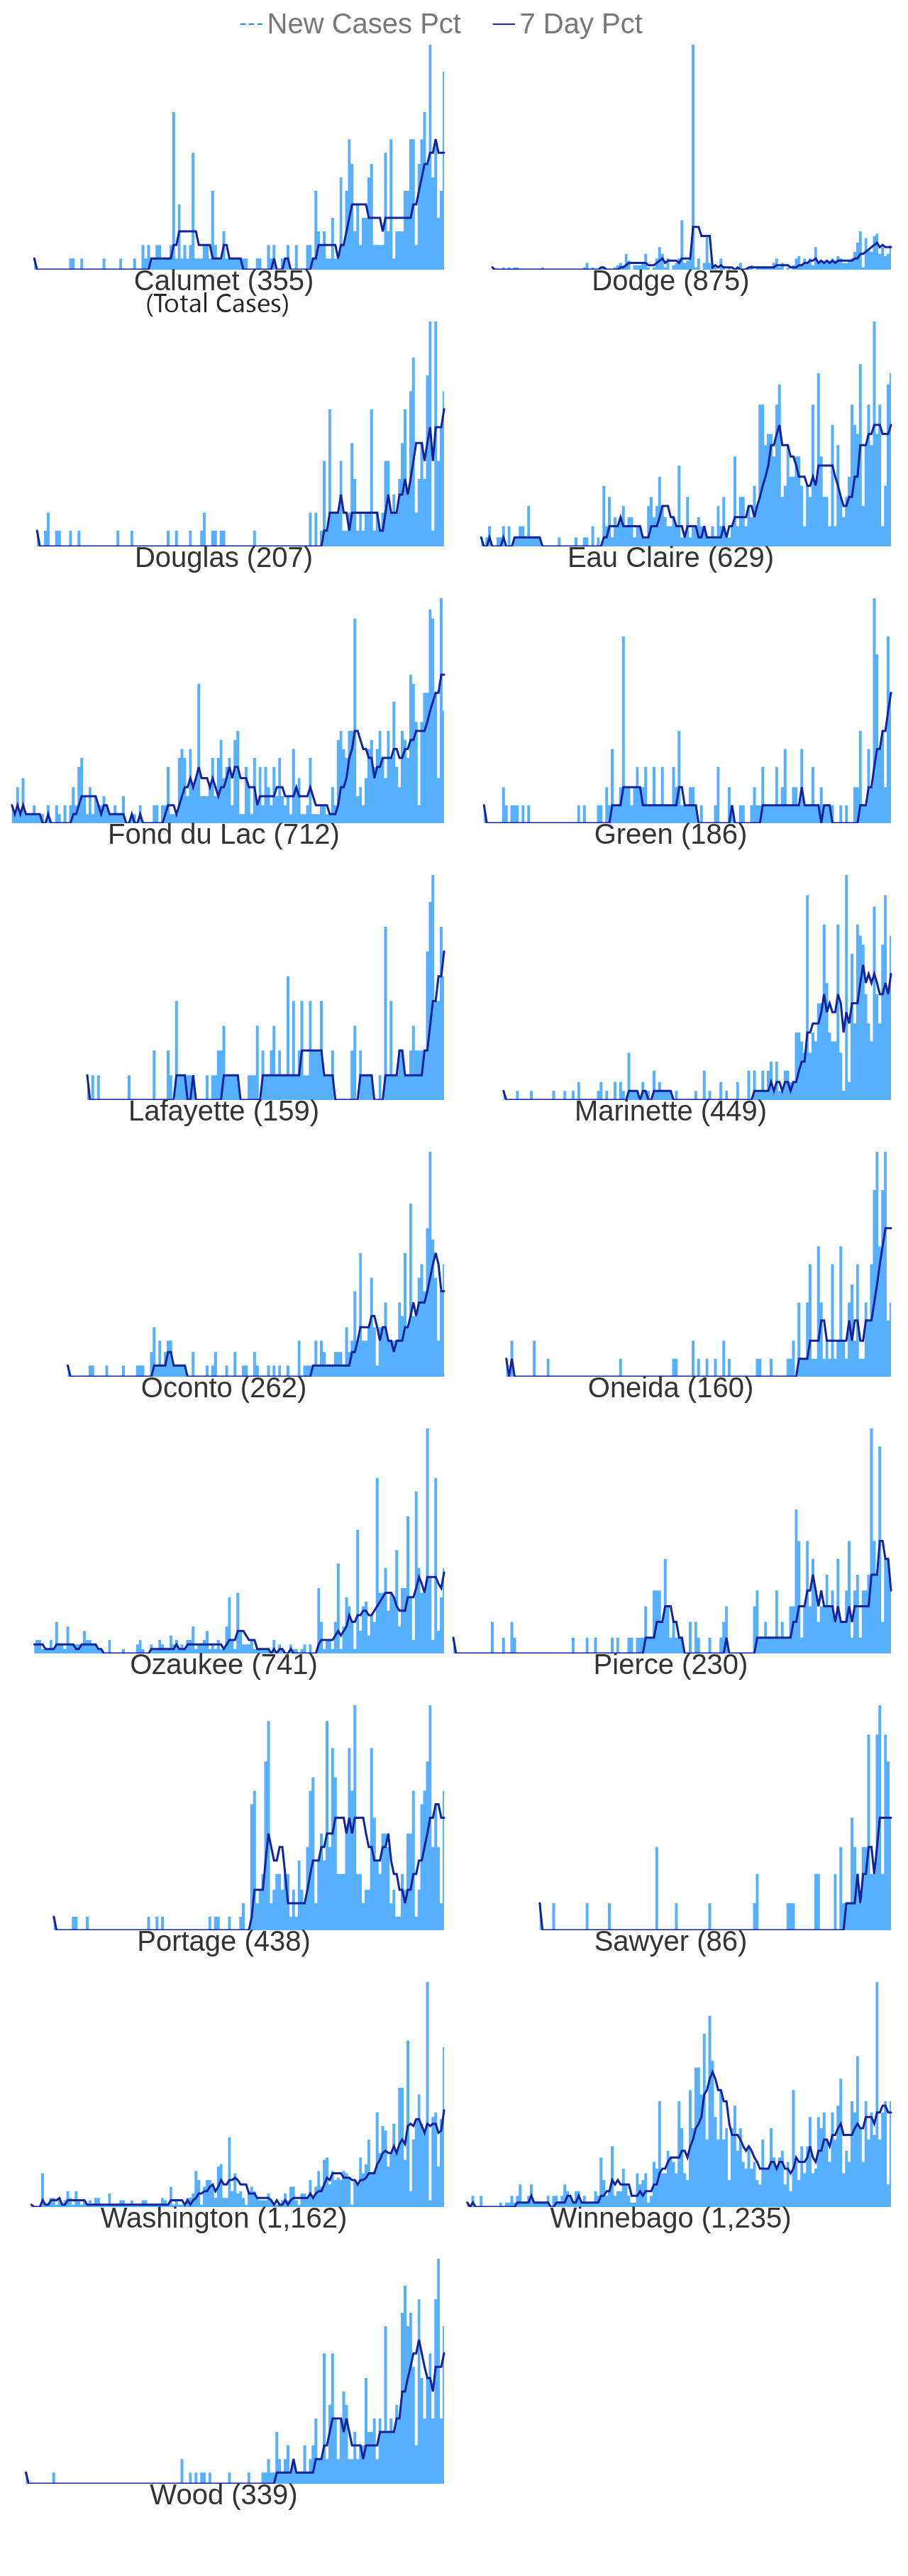 New Cases Pct 7 Day Pct
Calumet (355) Dodge (875)
(Total Cases)
Douglas (207) Eau Claire (629)
Fond du Lac (712) Green (186)
Lafayette (159) Marinette (449)
Oconto (262) Oneida (160)
Ozaukee (741) Pierce (230)
Portage (438) Sawyer (86)
Washington (1,162) Winnebago (1,235)
Wood (339)